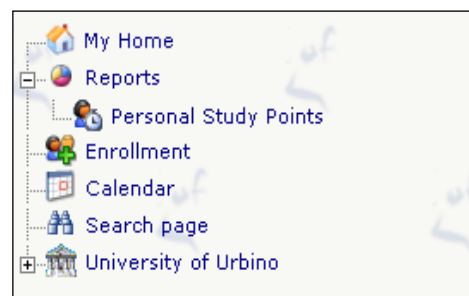 My Home
Reports
Personal Study Points
Enrollment
Calendar
Search page
University of Urbino